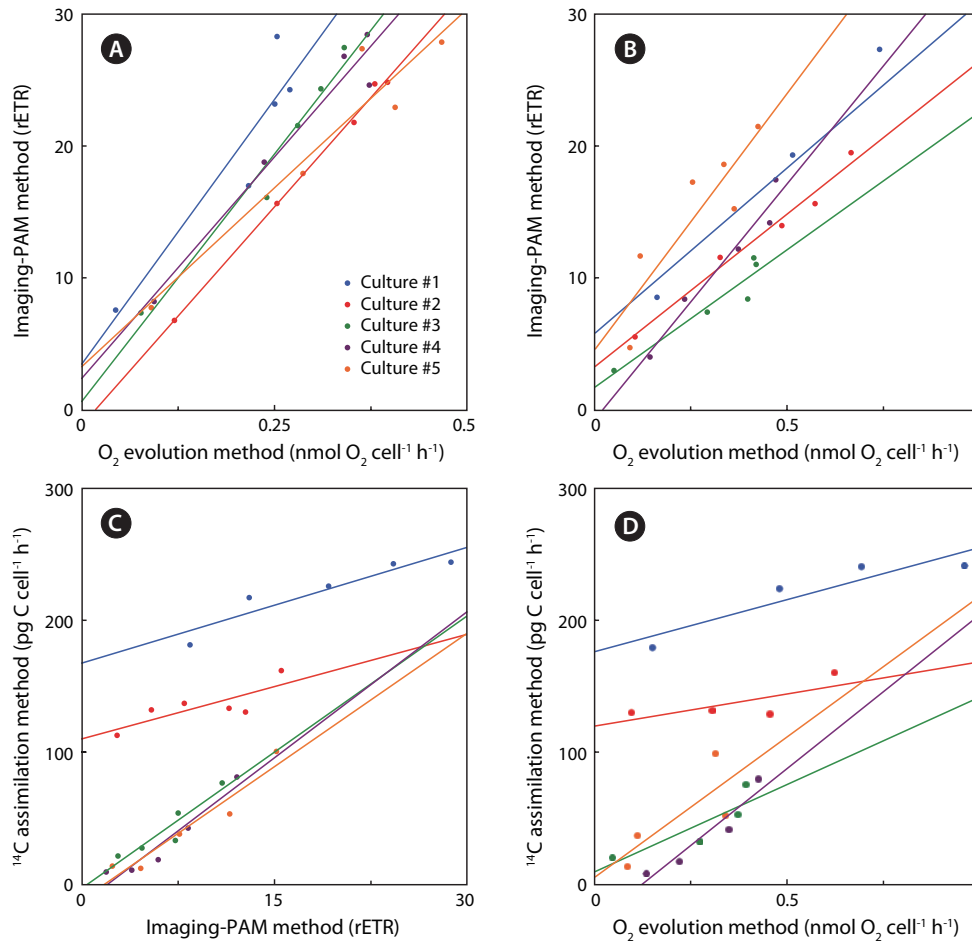 A
30
20
10
0
Imaging-PAM method (rETR)
Culture #1
Culture #2
Culture #3
Culture #4
Culture #5
0
0.25
0.5
O₂ evolution method (nmol O₂ cell⁻¹ h⁻¹)
B
30
20
10
0
Imaging-PAM method (rETR)
0
0.5
O₂ evolution method (nmol O₂ cell⁻¹ h⁻¹)
C
300
200
100
0
¹⁴C assimilation method (pg C cell⁻¹ h⁻¹)
0
15
30
Imaging-PAM method (rETR)
D
300
200
100
0
¹⁴C assimilation method (pg C cell⁻¹ h⁻¹)
0
0.5
O₂ evolution method (nmol O₂ cell⁻¹ h⁻¹)